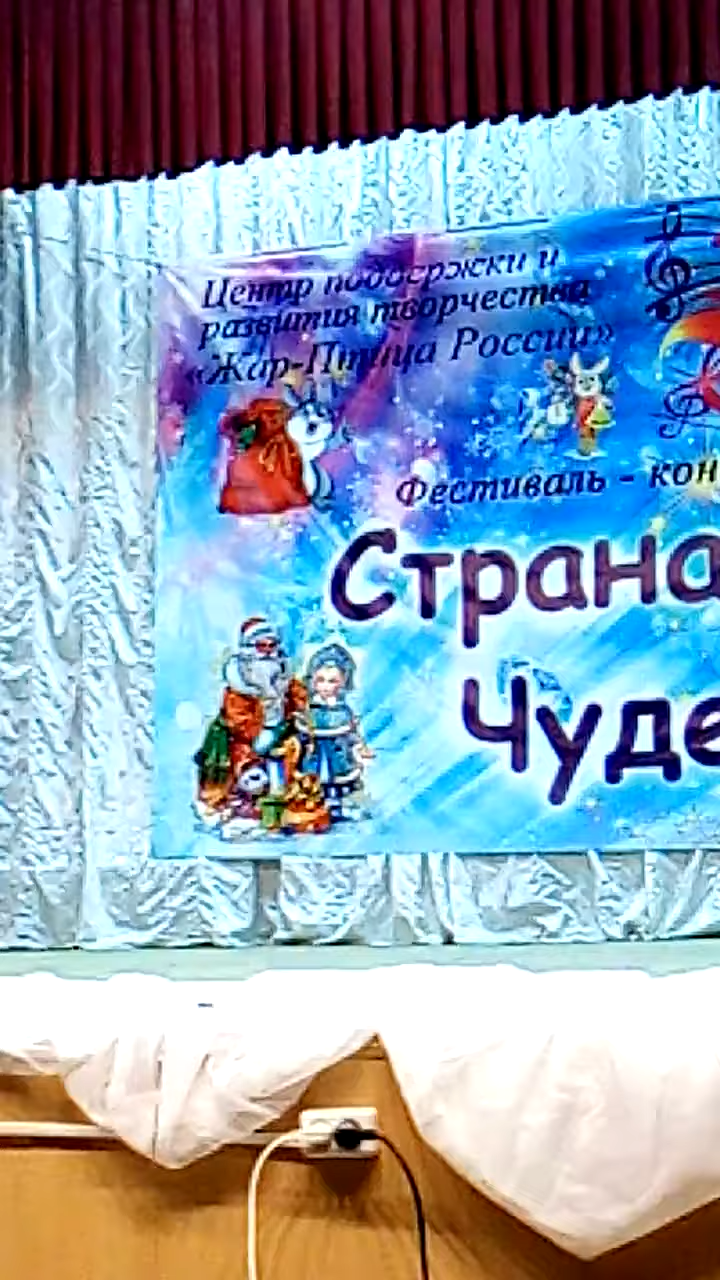 Центр поддержки и
развития творчества
«Жар-Птица России»
Фестиваль - кон
Страна
Чуде